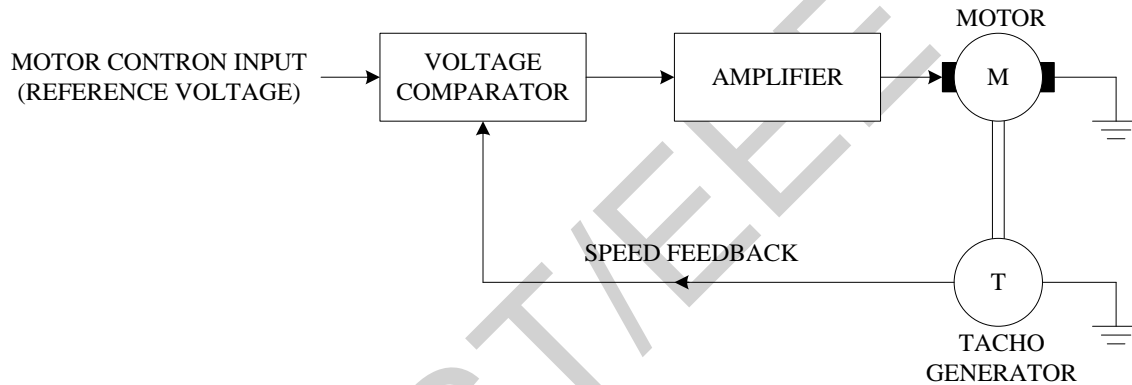 MOTOR
MOTOR CONTRON INPUT
(REFERENCE VOLTAGE)
VOLTAGE
COMPARATOR
AMPLIFIER
M
SPEED FEEDBACK
T
TACHO
GENERATOR